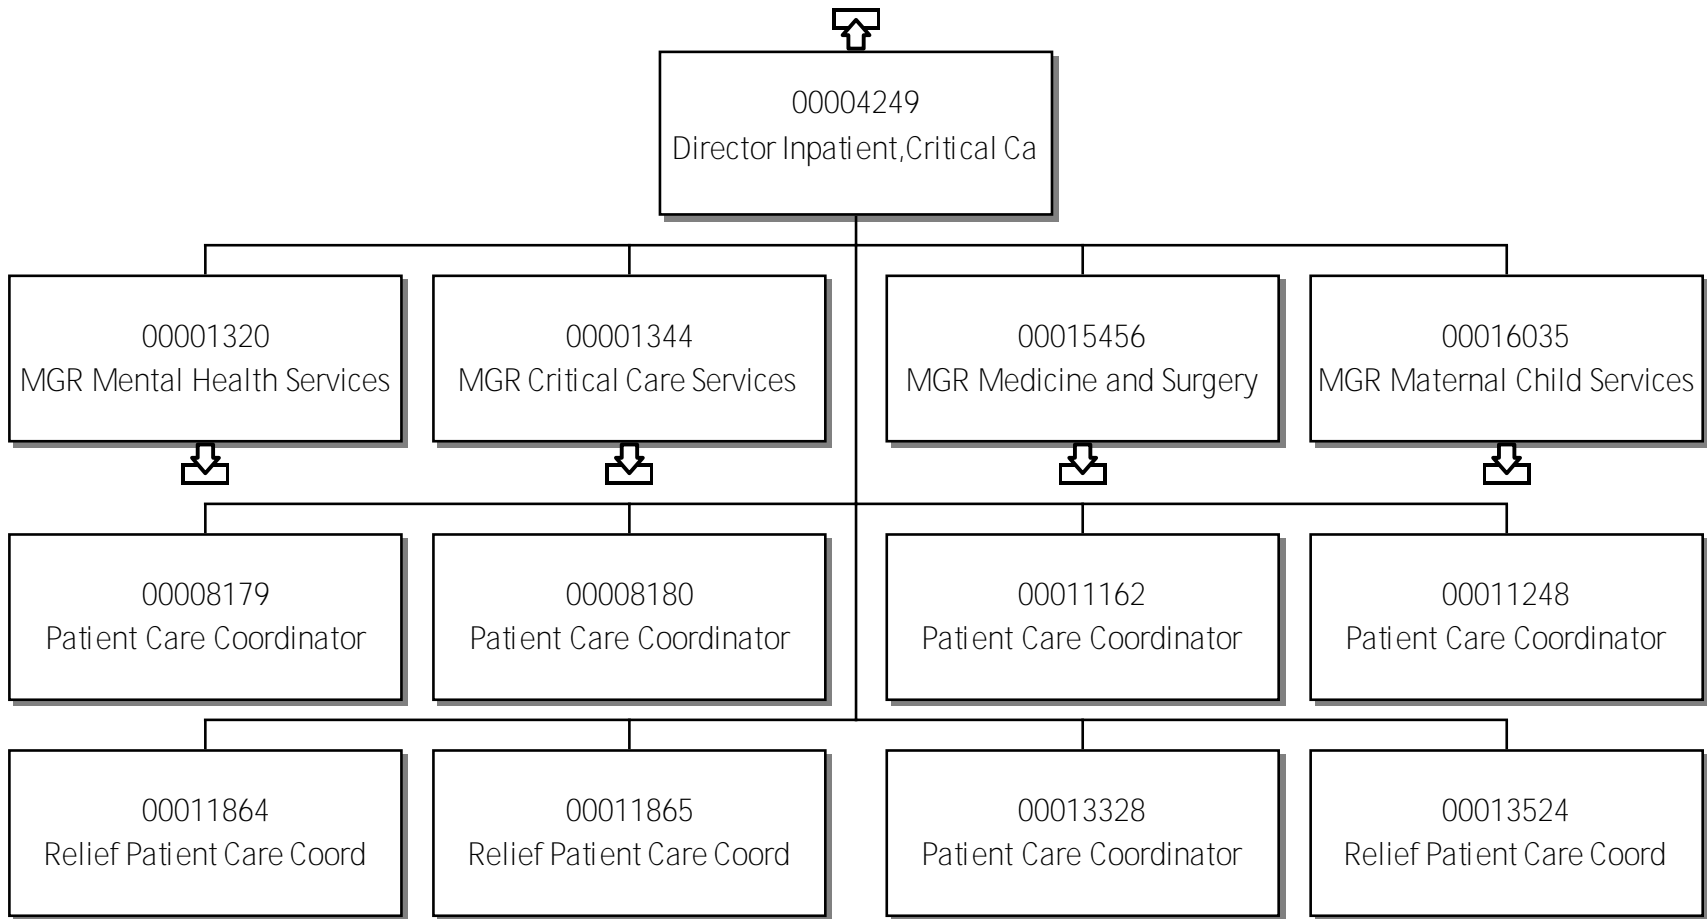 00004249
Director Inpatient,Critical Ca
00001320
MGR Mental Health Services
00001344
MGR Critical Care Services
00015456
MGR Medicine and Surgery
00016035
MGR Maternal Child Services
00008179
Patient Care Coordinator
00008180
Patient Care Coordinator
00011162
Patient Care Coordinator
00011248
Patient Care Coordinator
00011864
Relief Patient Care Coord
00011865
Relief Patient Care Coord
00013328
Patient Care Coordinator
00013524
Relief Patient Care Coord